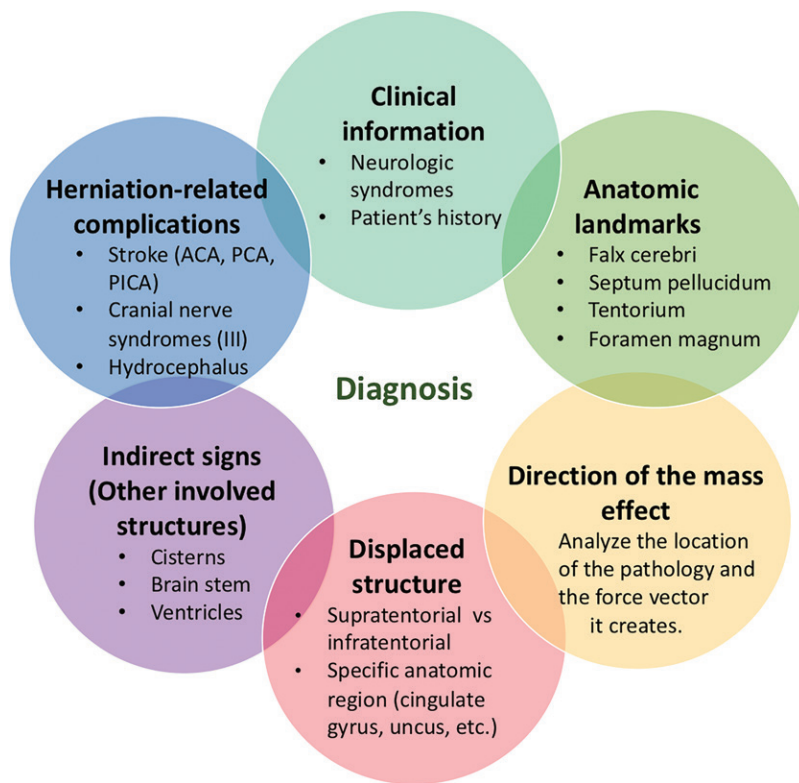 Clinical
information
• Neurologic
syndromes
• Patient's history
Anatomic
landmarks
• Falx cerebri
• Septum pellucidum
• Tentorium
• Foramen magnum
Direction of the mass
effect
Analyze the location
of the pathology and
the force vector
it creates.
Displaced
structure
• Supratentorial vs
infratentorial
• Specific anatomic
region (cingulate
gyrus, uncus, etc.)
Indirect signs
(Other involved
structures)
• Cisterns
• Brain stem
• Ventricles
Herniation-related
complications
• Stroke (ACA, PCA,
PICA)
• Cranial nerve
syndromes (III)
• Hydrocephalus
Diagnosis